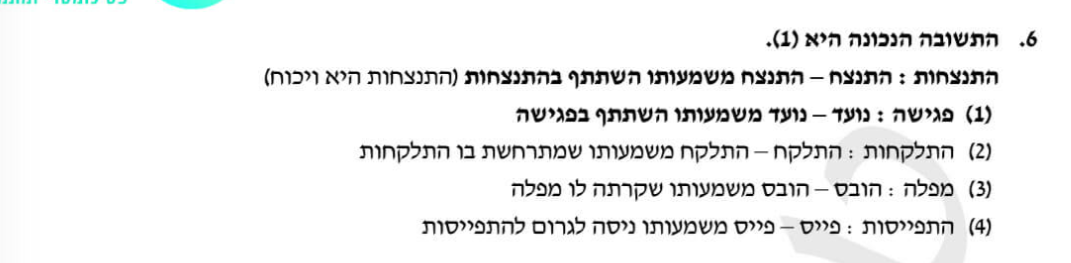 6. התשובה הנכונה היא (1).
התנצחות : התנצח – התנצח משמעותו השתתף בהתנצחות (התנצחות היא ויכוח)
(1) פגישה : נועד – נועד משמעותו השתתף בפגישה
(2) התלקחות : התלקח – התלקח משמעותו שמתרחשת בו התלקחות
(3) מפלה : הובס – הובס משמעותו שקרתה לו מפלה
(4) התפייסות : פייס – פייס משמעותו ניסה לגרום להתפייסות